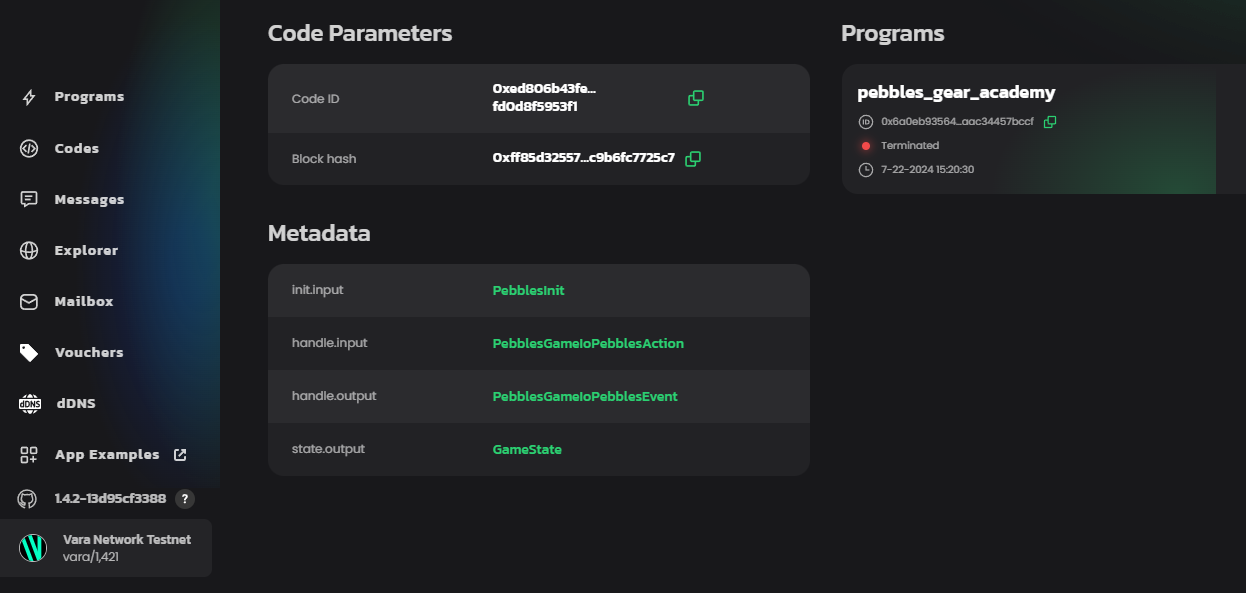 Programs
Codes
Messages
Explorer
Mailbox
Vouchers
dDNS
dDNS
App Examples
1.4.2-13d95cf3388 ?
Vara Network Testnet
vara/1,421
Code Parameters
Code ID
0xed806b43fe...
fd0d8f5953f1
Block hash
0xff85d32557...c9b6fc7725c7
Metadata
init.input
PebblesInit
handle.input
PebblesGameIoPebblesAction
handle.output
PebblesGameIoPebblesEvent
state.output
GameState
Programs
pebbles_gear_academy
ID 0x6a0eb93564...aac34457bccf
Terminated
7-22-2024 15:20:30